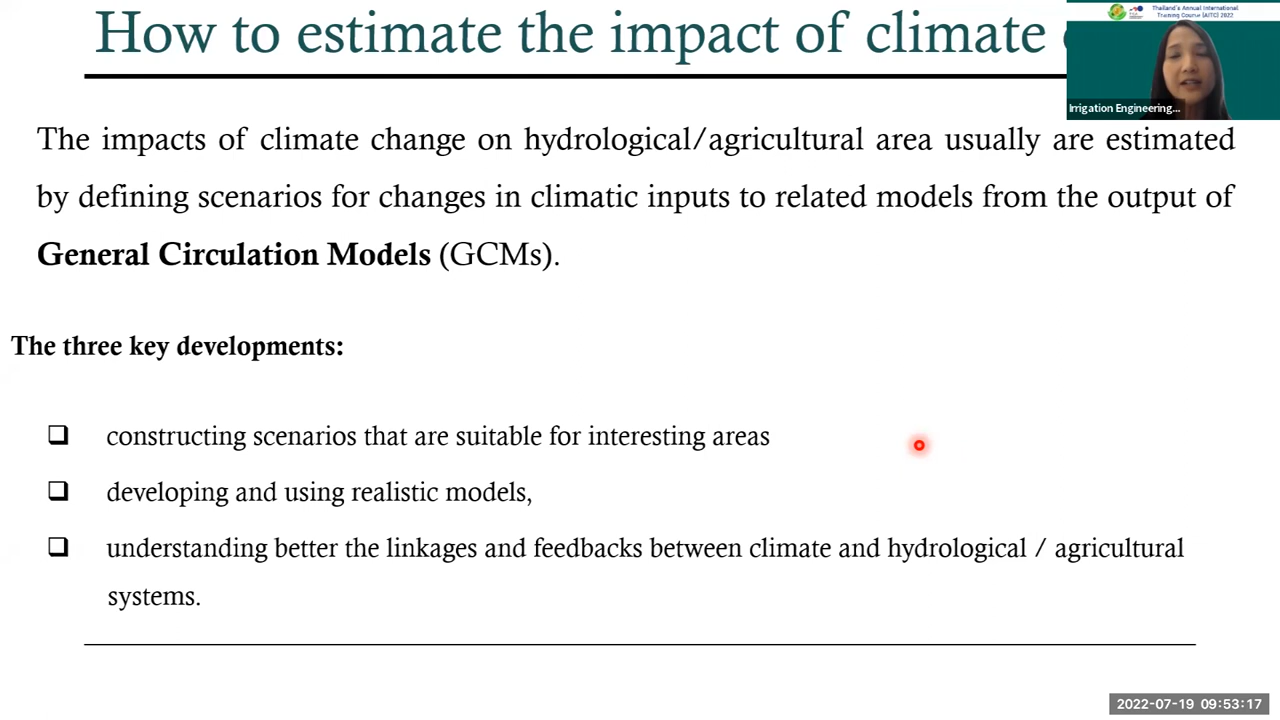 How to estimate the impact of climate
Thailand's Annual International
Training Course (AITC) 2022
Irrigation Engineering...
The impacts of climate change on hydrological/agricultural area usually are estimated
by defining scenarios for changes in climatic inputs to related models from the output of
General Circulation Models (GCMs).
The three key developments:
❑ constructing scenarios that are suitable for interesting areas
❑ developing and using realistic models,
❑ understanding better the linkages and feedbacks between climate and hydrological / agricultural
systems.
2022-07-19 09:53:17